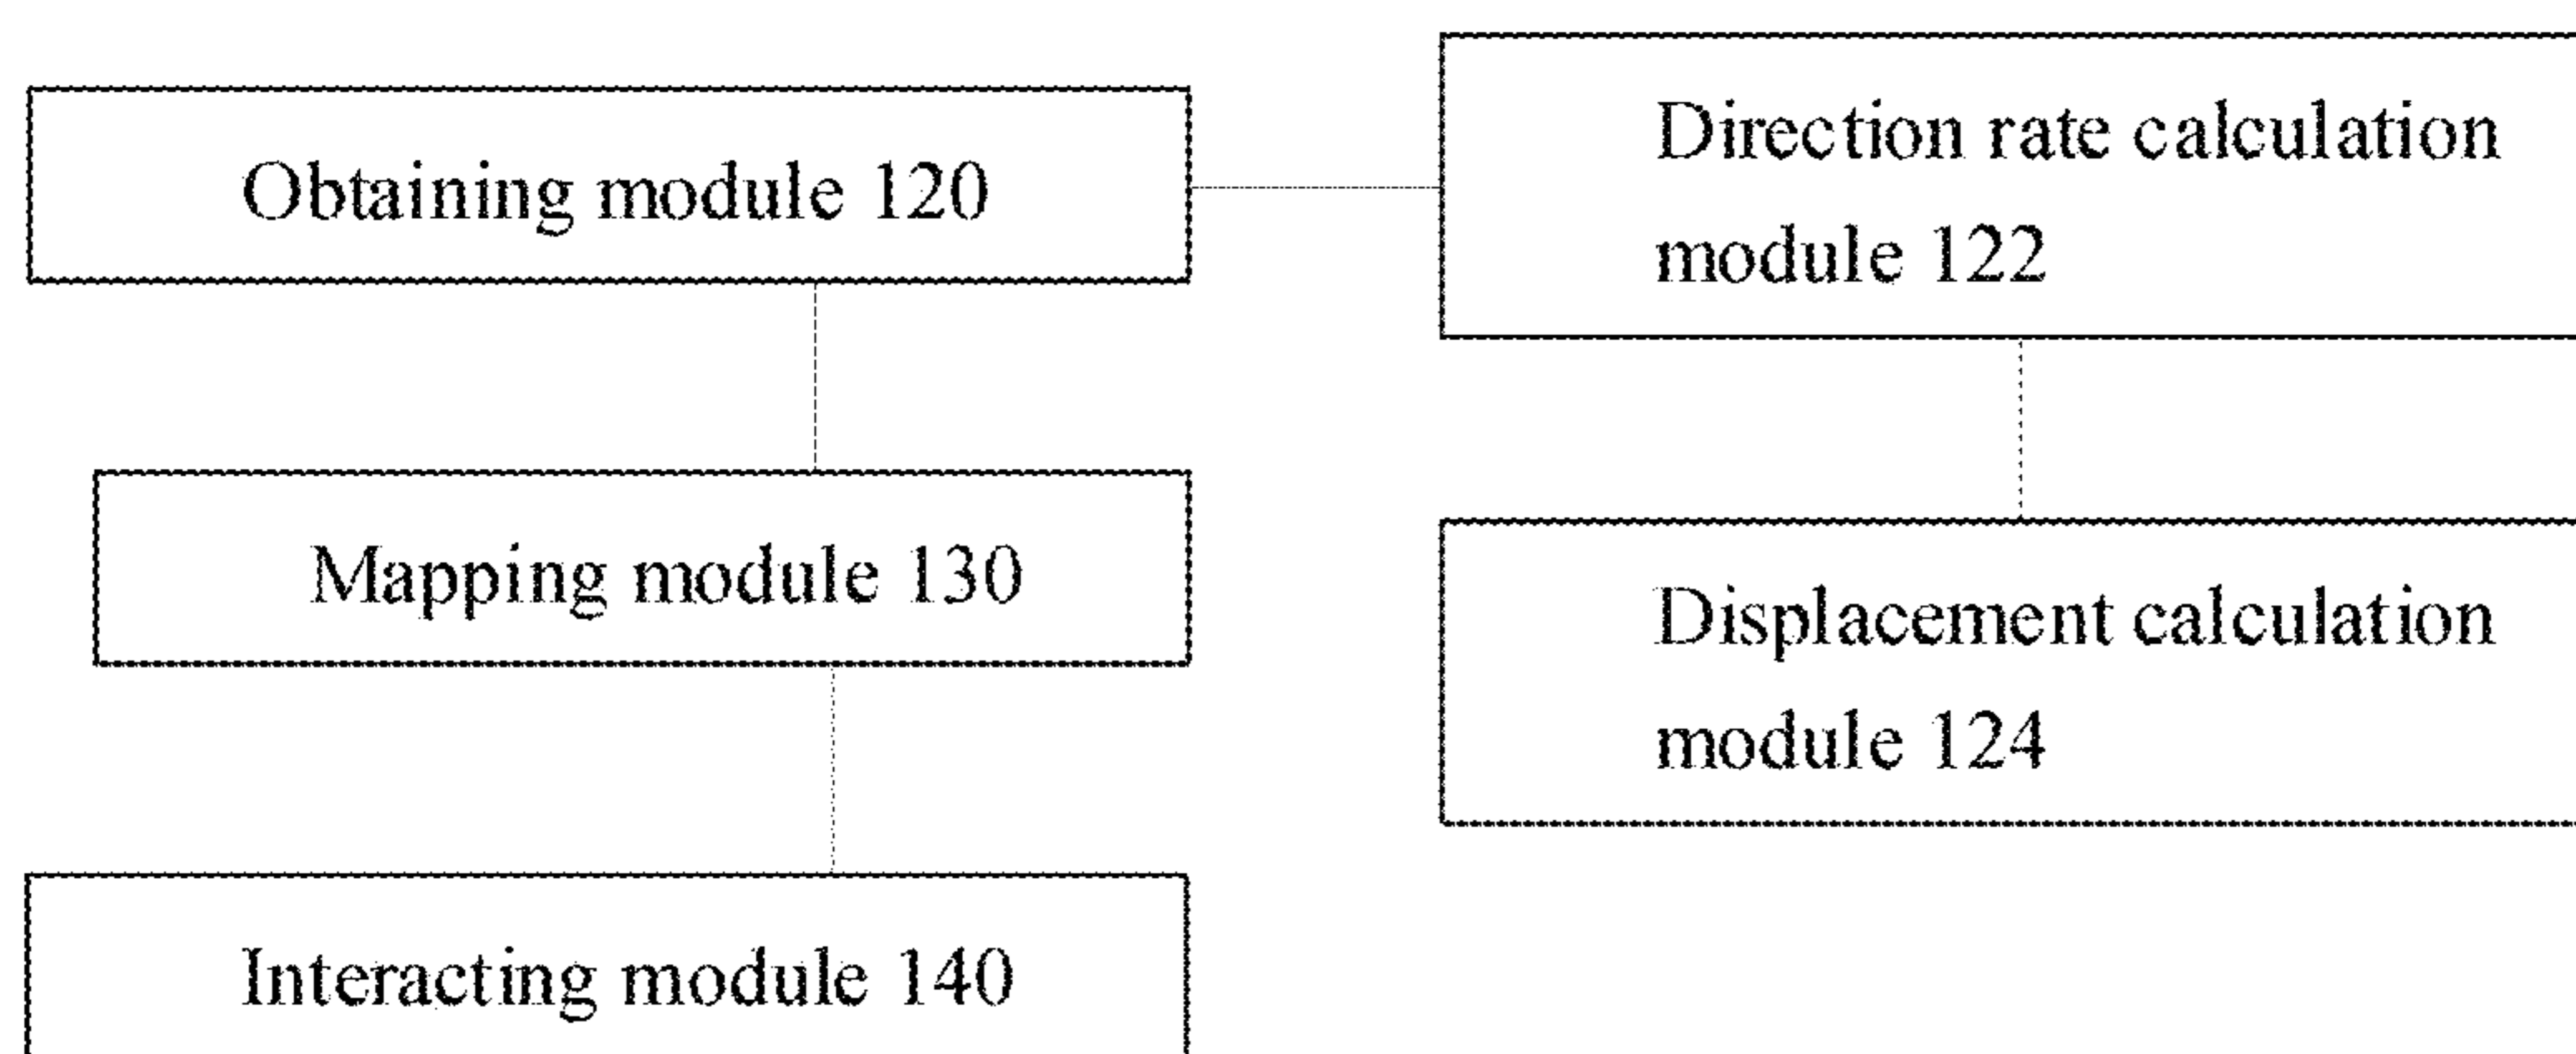 Obtaining module 120
Direction rate calculation
module 122
Mapping module 130
Displacement calculation
module 124
Interacting module 140